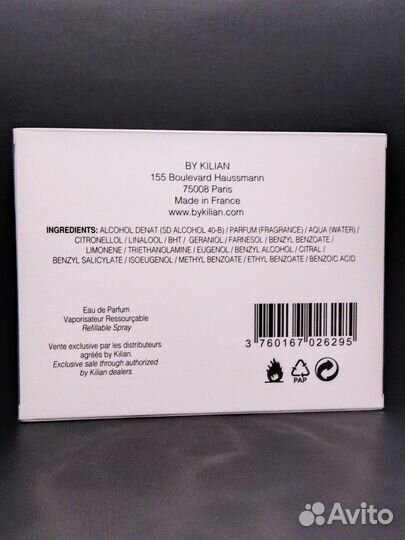 BY KILIAN
155 Boulevard Haussmann
75008 Paris
Made in France
www.bykilian.com
INGREDIENTS: ALCOHOL DENAT (SD ALCOHOL 40-B) / PARFUM (FRAGRANCE) / AQUA (WATER) /
CITRONELLOL / LINALOOL / BHT / GERANIOL / FARNESOL / BENZYL BENZOATE /
LIMONENE / TRIETHANOLAMINE / EUGENOL / BENZYL ALCOHOL / CITRAL /
BENZYL SALICYLATE / ISOEUGENOL / METHYL BENZOATE / ETHYL BENZOATE / BENZOIC ACID
Eau de Parfum
Vaporisateur Ressourçable
Refillable Spray
Vente exclusive par les distributeurs
agréés by Kilian.
Exclusive sale through authorized
by Kilian dealers.
3 760167 026295
PAP
Avito